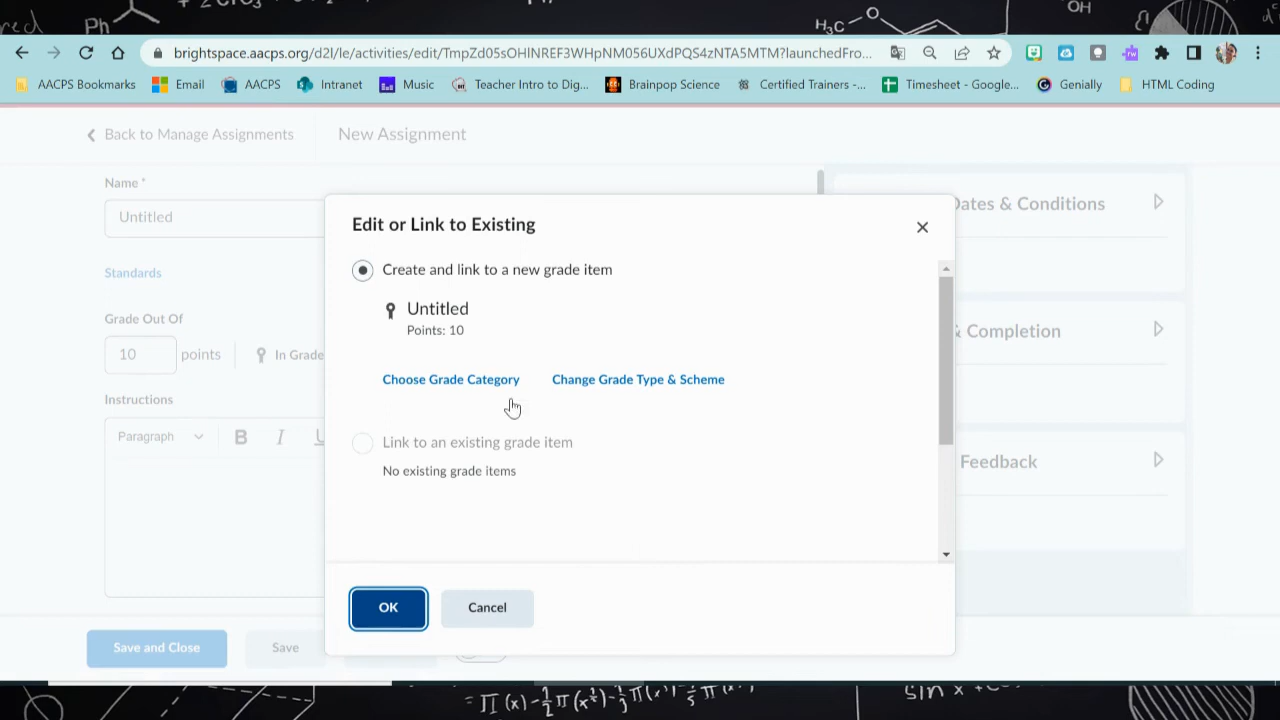 Ph
H₃C
O
OH
brightspace.aacps.org/d2l/le/activities/edit/TmpZd05sOHlNREF3WHpNM056UXdPQS4zNTA5MTM?launchedFro...
AACPS Bookmarks
Email
AACPS
Intranet
Music
Teacher Intro to Dig...
Brainpop Science
Certified Trainers -...
Timesheet - Google...
Genially
HTML Coding
Back to Manage Assignments
New Assignment
Name *
Untitled
Standards
Grade Out Of
10 points
In Grade
Instructions
Paragraph
B I U
Dates & Conditions
& Completion
Feedback
Edit or Link to Existing
Create and link to a new grade item
Untitled
Points: 10
Choose Grade Category
Change Grade Type & Scheme
Link to an existing grade item
No existing grade items
OK
Cancel
Save and Close
Save